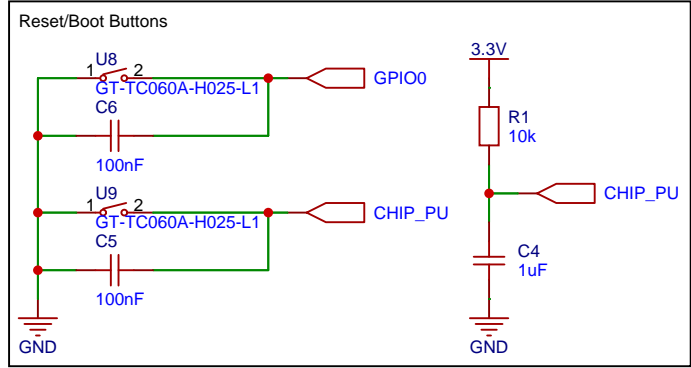 Reset/Boot Buttons
U8
1 2
GT-TC060A-H025-L1
GPIO0
C6
100nF
U9
1 2
GT-TC060A-H025-L1
CHIP_PU
C5
100nF
GND
3.3V
R1
10k
CHIP_PU
C4
1uF
GND